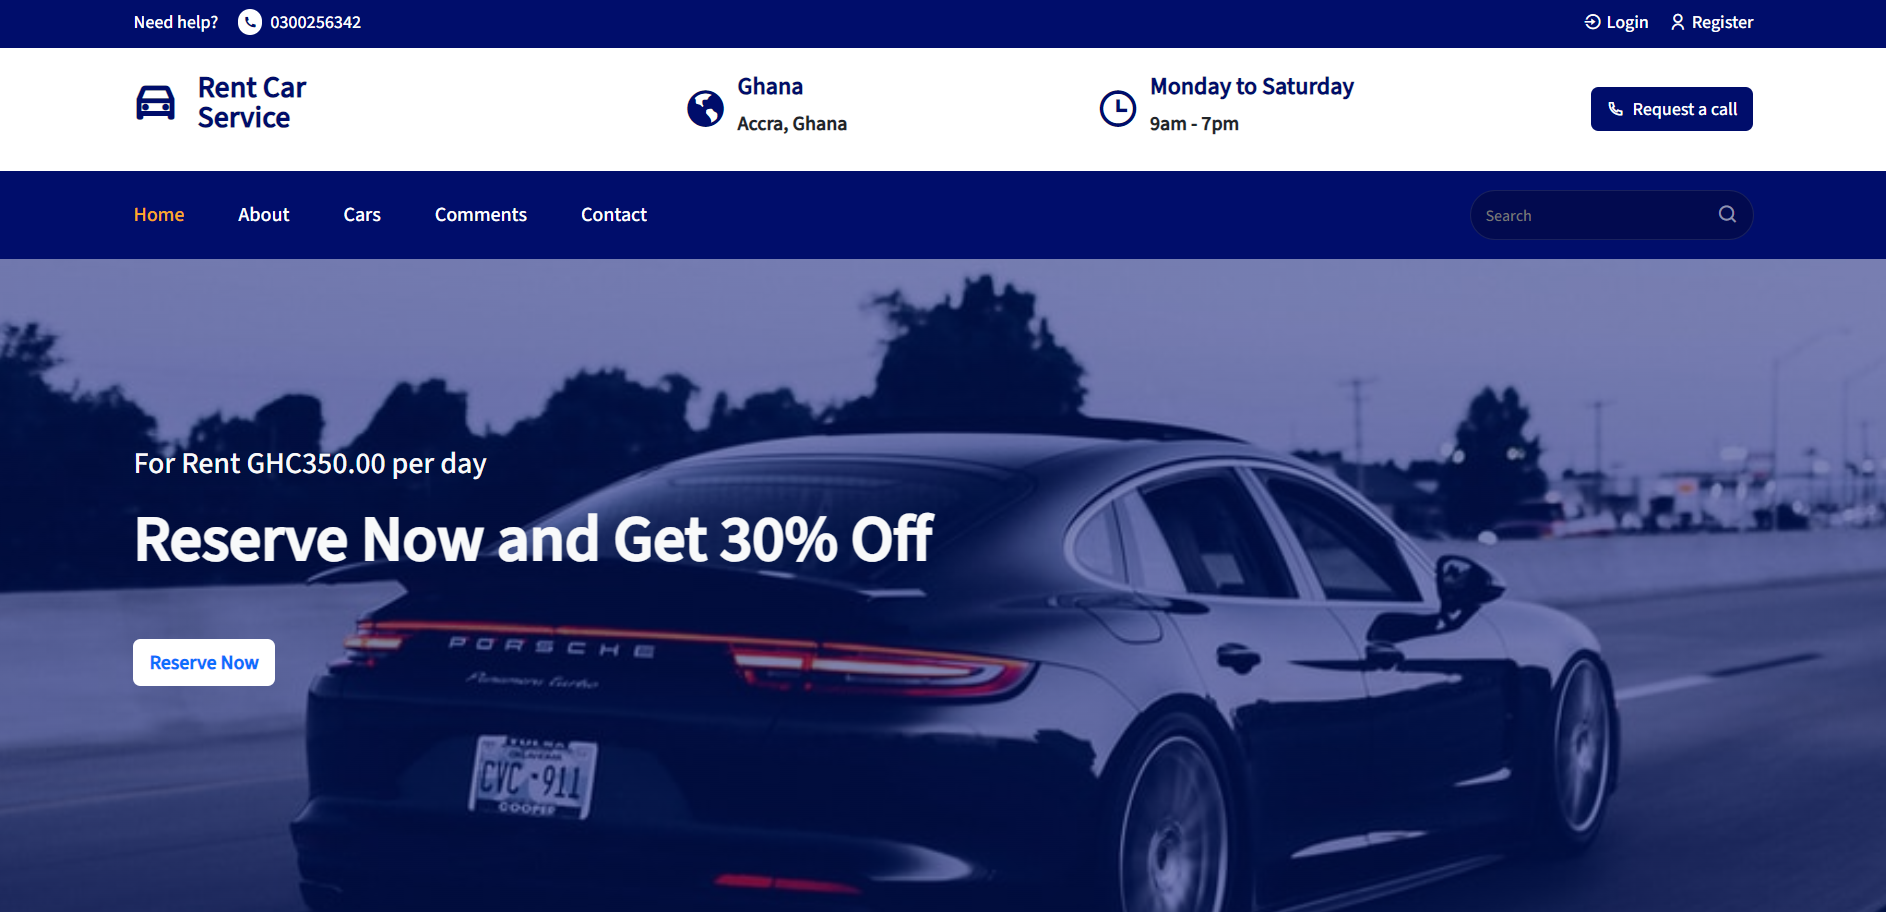 Need help? 0300256342
Login Register
Rent Car
Service
Ghana
Accra, Ghana
Monday to Saturday
9am - 7pm
Request a call
Home About Cars Comments Contact
Search
For Rent GHC350.00 per day
Reserve Now and Get 30% Off
Reserve Now
PORSCHE
Panamera turbo
TULSA
OKLAHOMA
CVC-911
COOPER